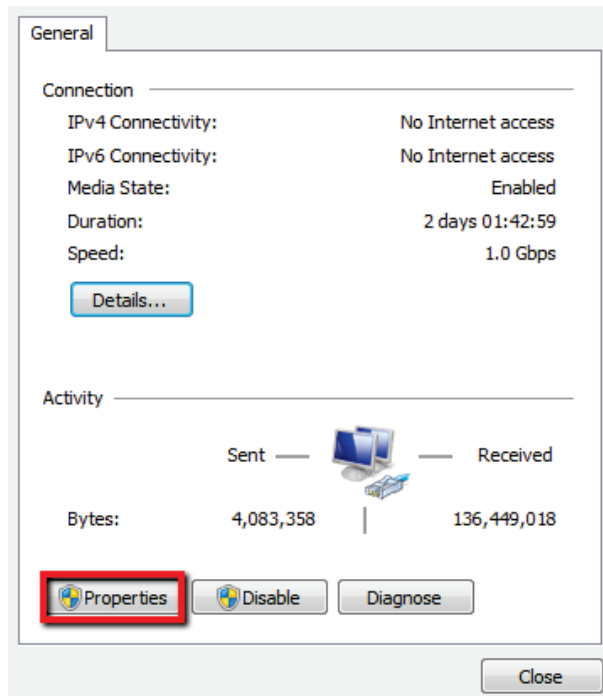 General
Connection
IPv4 Connectivity: No Internet access
IPv6 Connectivity: No Internet access
Media State: Enabled
Duration: 2 days 01:42:59
Speed: 1.0 Gbps
Details...
Activity
Sent Received
Bytes: 4,083,358 136,449,018
Properties Disable Diagnose
Close